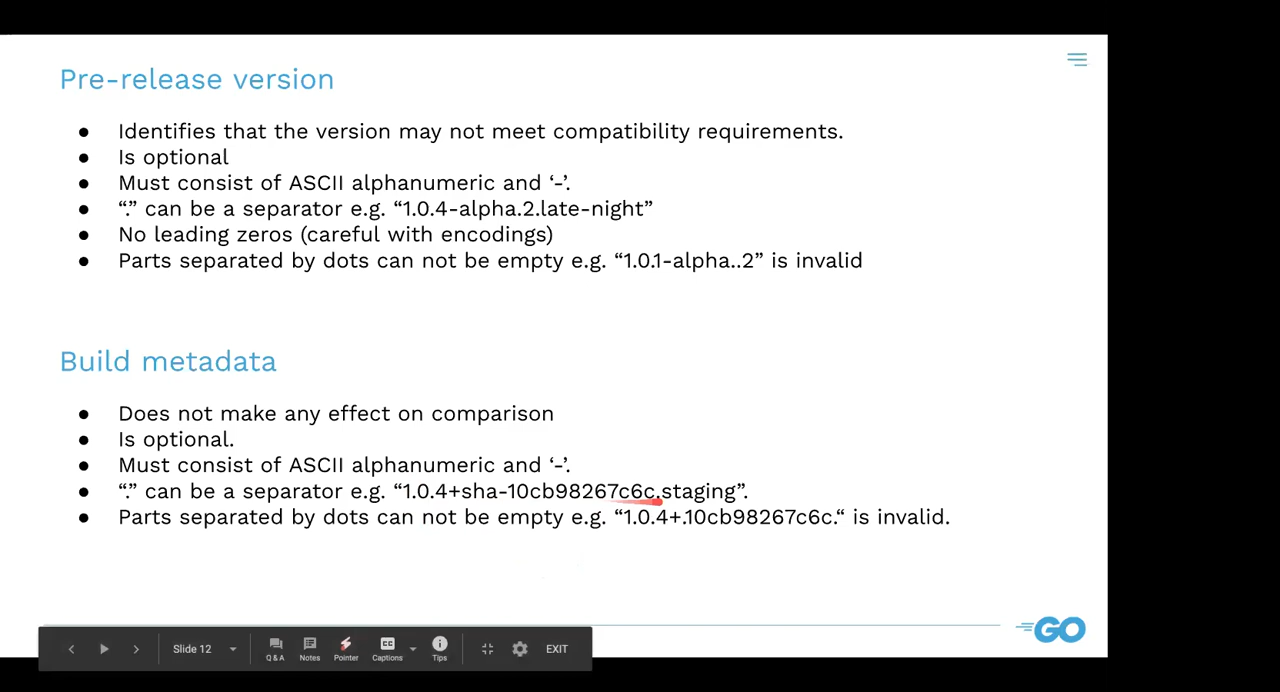 Pre-release version
● Identifies that the version may not meet compatibility requirements.
● Is optional
● Must consist of ASCII alphanumeric and ‘-’.
● “.” can be a separator e.g. “1.0.4-alpha.2.late-night”
● No leading zeros (careful with encodings)
● Parts separated by dots can not be empty e.g. “1.0.1-alpha..2” is invalid
Build metadata
● Does not make any effect on comparison
● Is optional.
● Must consist of ASCII alphanumeric and ‘-’.
● “.” can be a separator e.g. “1.0.4+sha-10cb98267c6c.staging”.
● Parts separated by dots can not be empty e.g. “1.0.4+.10cb98267c6c.“ is invalid.
GO
Slide 12
Q & A Notes Pointer Captions Tips
EXIT